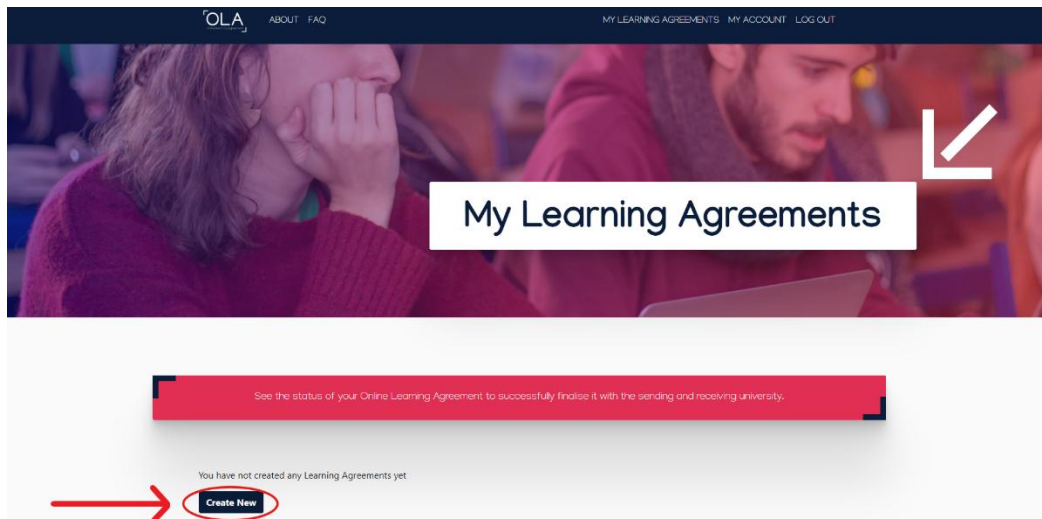 OLA
ABOUT FAQ
MY LEARNING AGREEMENTS MY ACCOUNT LOG OUT
My Learning Agreements
See the status of your Online Learning Agreement to successfully finalise it with the sending and receiving university.
You have not created any Learning Agreements yet
Create New